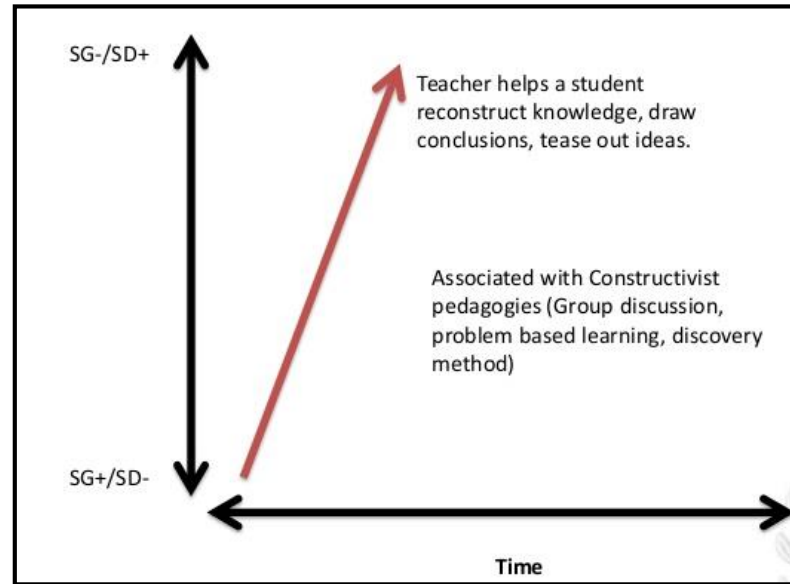 SG-/SD+
Teacher helps a student
reconstruct knowledge, draw
conclusions, tease out ideas.
Associated with Constructivist
pedagogies (Group discussion,
problem based learning, discovery
method)
SG+/SD-
Time